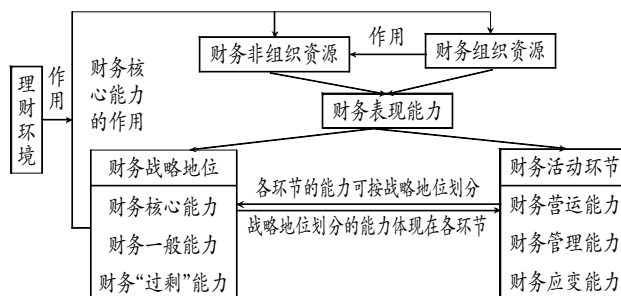 作用
财务非组织资源
财务组织资源
理财环境
作用
财务核
心能力
的作用
财务表现能力
财务战略地位
财务活动环节
各环节的能力可按战略地位划分
财务核心能力
财务营运能力
战略地位划分的能力体现在各环节
财务一般能力
财务管理能力
财务“过剩”能力
财务应变能力